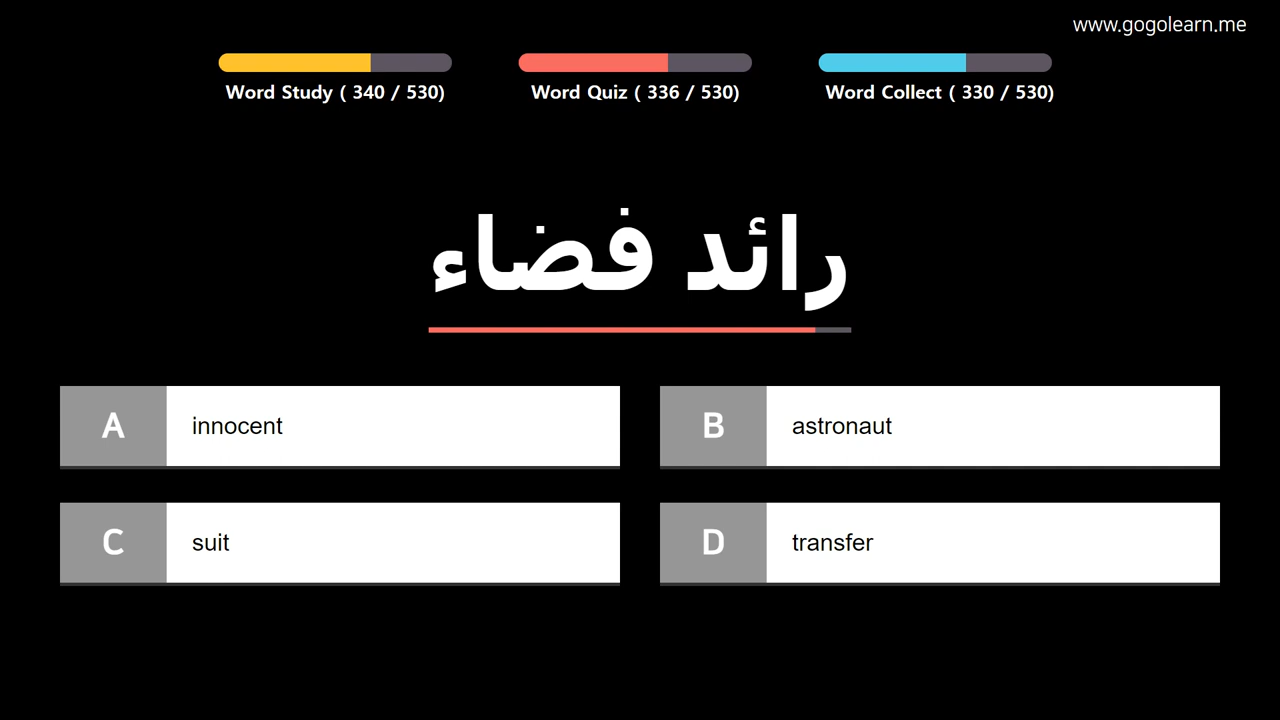 www.gogolearn.me
Word Study ( 340 / 530)
Word Quiz ( 336 / 530)
Word Collect ( 330 / 530)
رائد فضاء
A innocent
B astronaut
C suit
D transfer